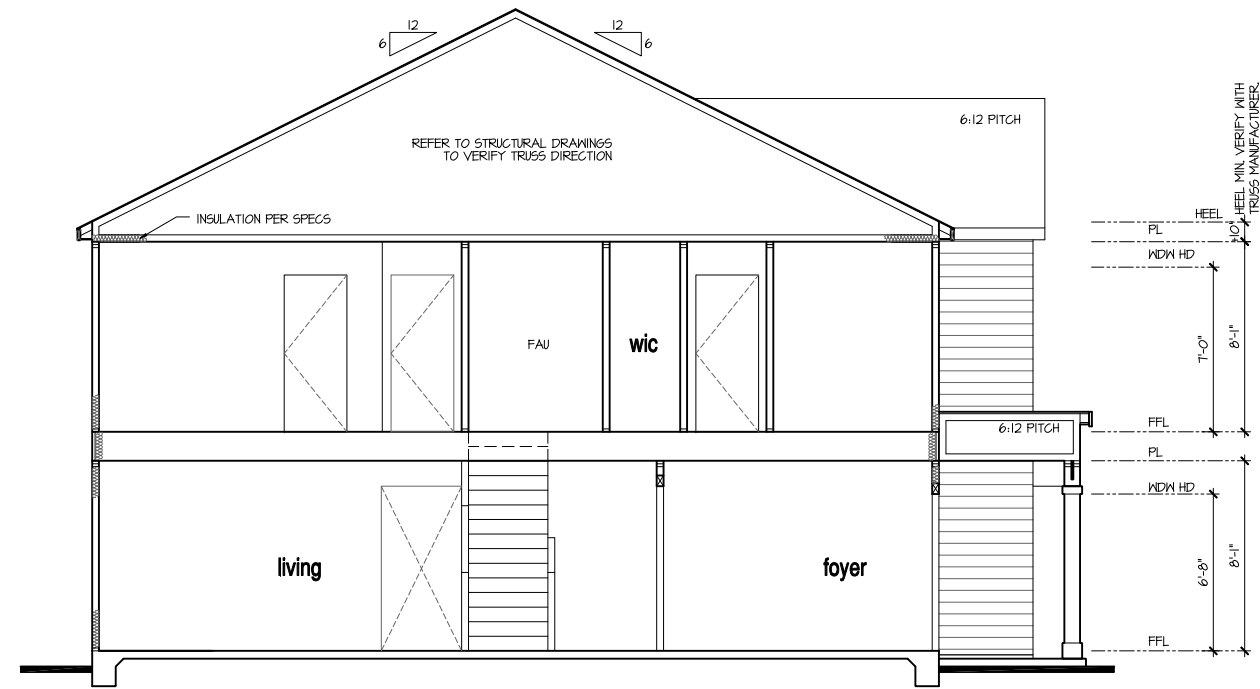 12
6
12
6
6:12 PITCH
REFER TO STRUCTURAL DRAWINGS
TO VERIFY TRUSS DIRECTION
INSULATION PER SPECS
HEEL MIN. VERIFY WITH
TRUSS MANUFACTURER.
HEEL
PL
10"
WDW HD
FAU
wic
7'-0"
8'-1"
FFL
6:12 PITCH
PL
WDW HD
living
foyer
6'-8"
8'-1"
FFL